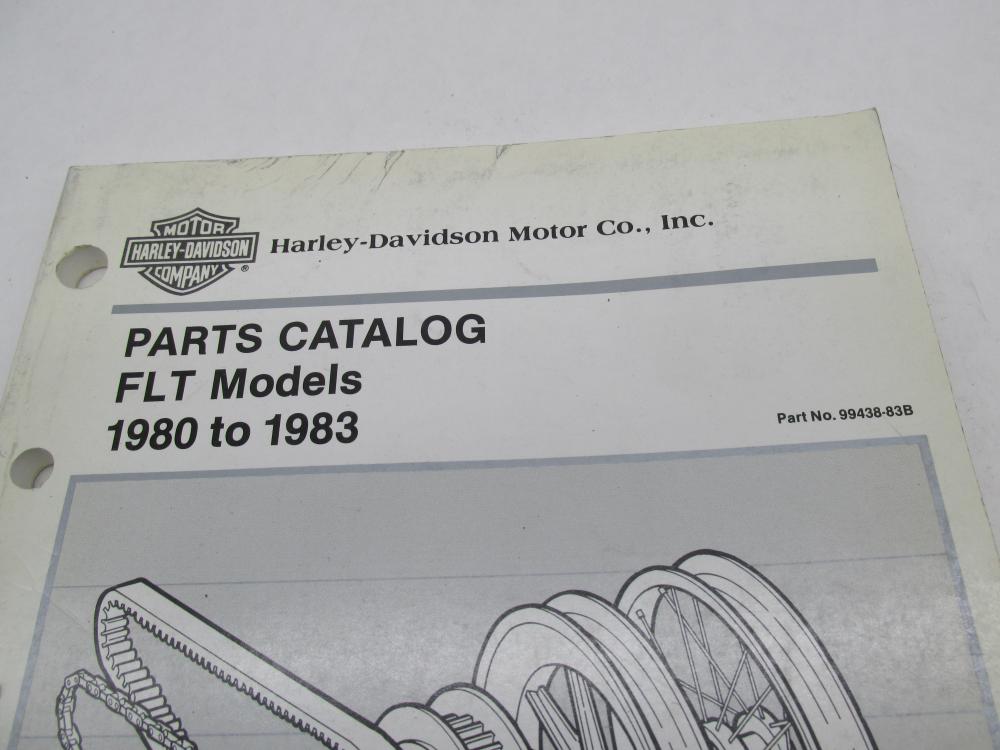 MOTOR
HARLEY-DAVIDSON
COMPANY
®
Harley-Davidson Motor Co., Inc.
PARTS CATALOG
FLT Models
1980 to 1983
Part No. 99438-83B